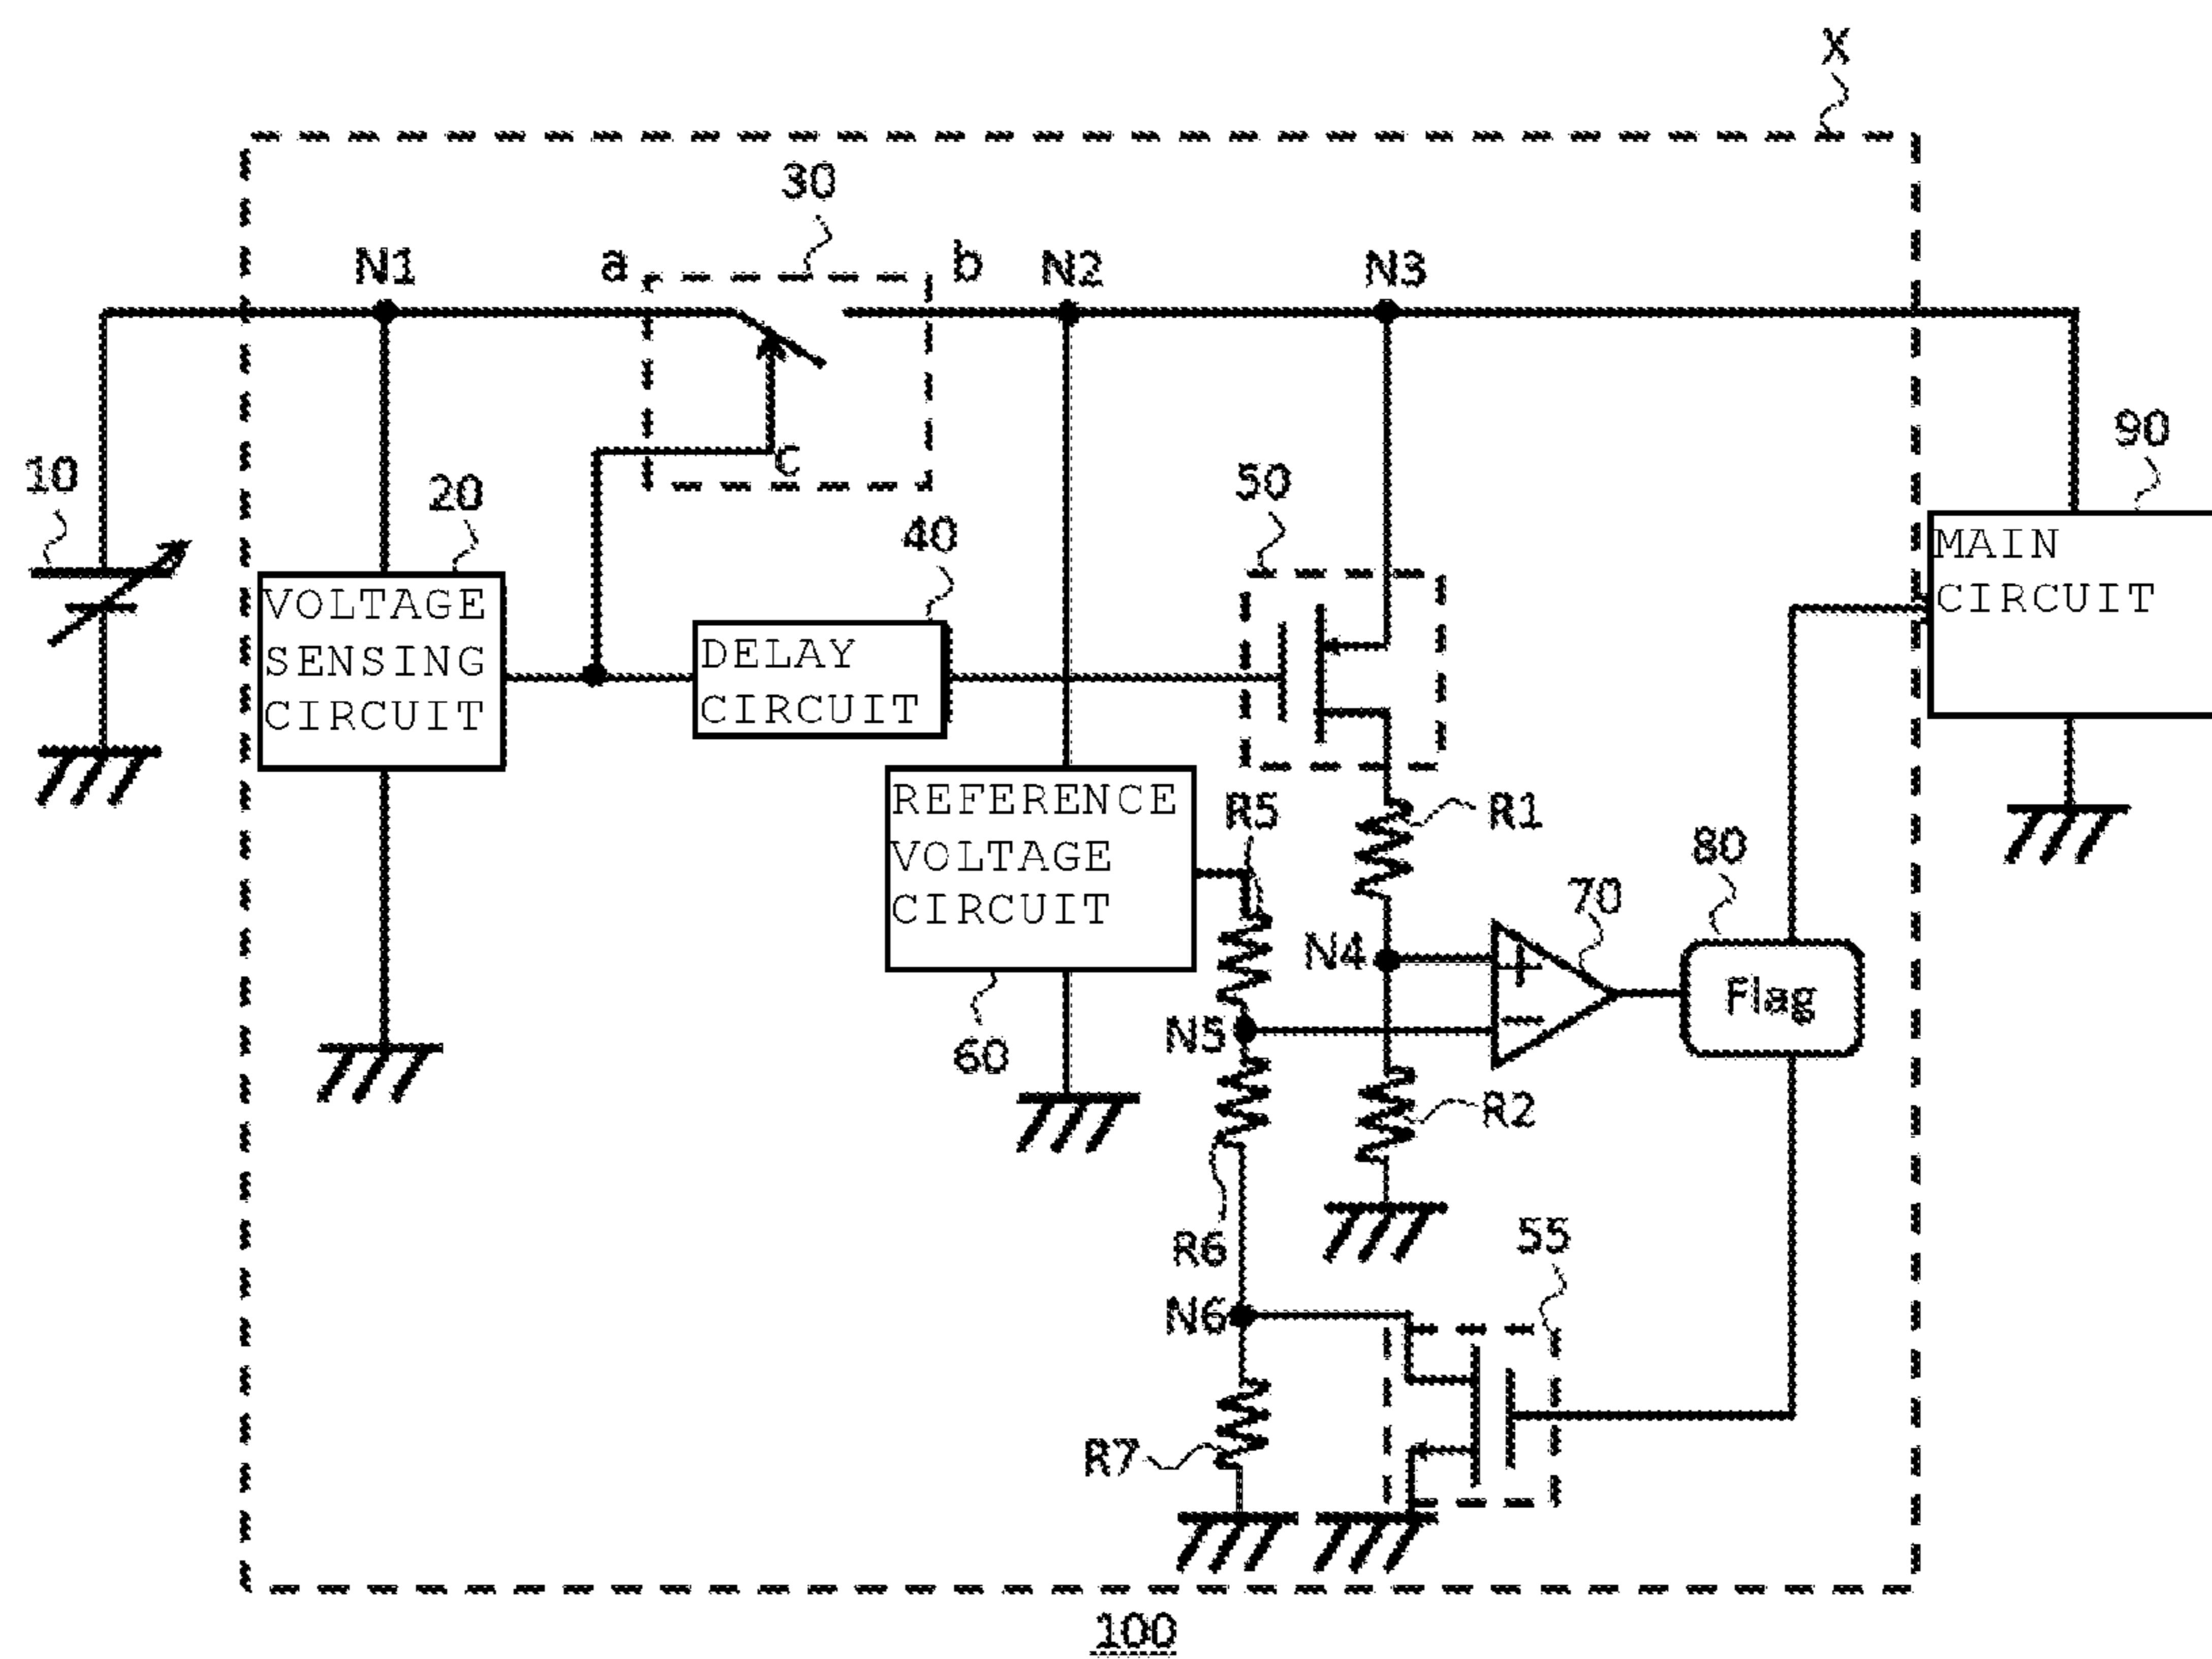 X
30
N1
a
b
N2
N3
c
10
20
40
50
90
MAIN
CIRCUIT
VOLTAGE
SENSING
CIRCUIT
DELAY
CIRCUIT
REFERENCE
VOLTAGE
CIRCUIT
R5
R1
80
70
N4
+
Flag
N5
−
60
R2
R6
55
N6
R7
100